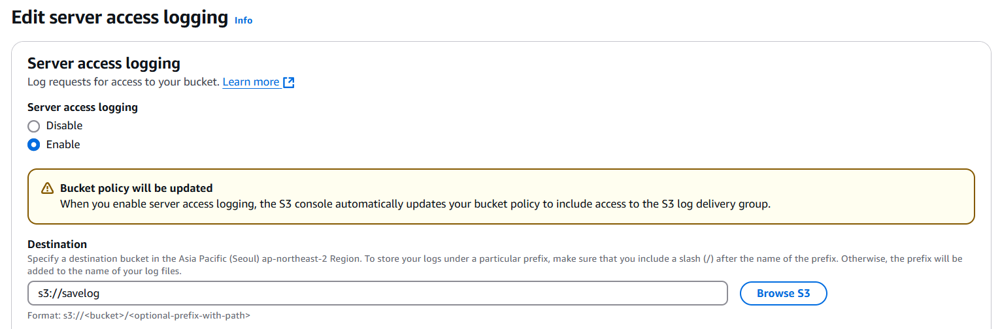 Edit server access logging Info
Server access logging
Log requests for access to your bucket. Learn more
Server access logging
Disable
Enable
Bucket policy will be updated
When you enable server access logging, the S3 console automatically updates your bucket policy to include access to the S3 log delivery group.
Destination
Specify a destination bucket in the Asia Pacific (Seoul) ap-northeast-2 Region. To store your logs under a particular prefix, make sure that you include a slash (/) after the name of the prefix. Otherwise, the prefix will be
added to the name of your log files.
s3://savelog Browse S3
Format: s3://<bucket>/<optional-prefix-with-path>